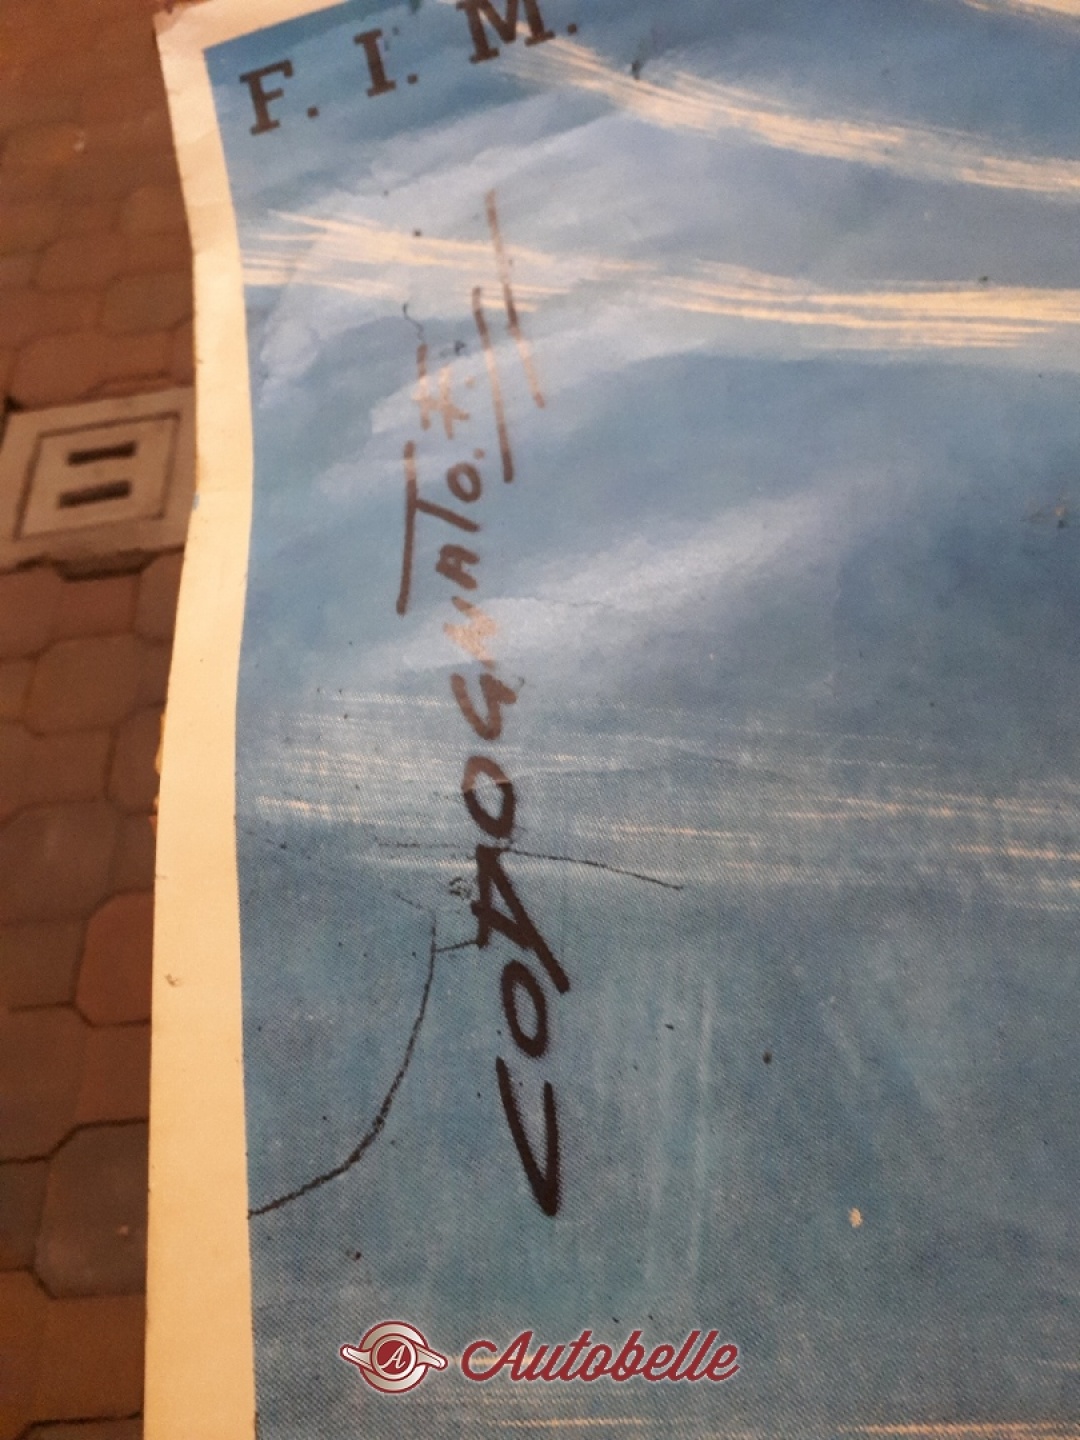 F. I. M.
CODOGNATO. F.
Autobelle